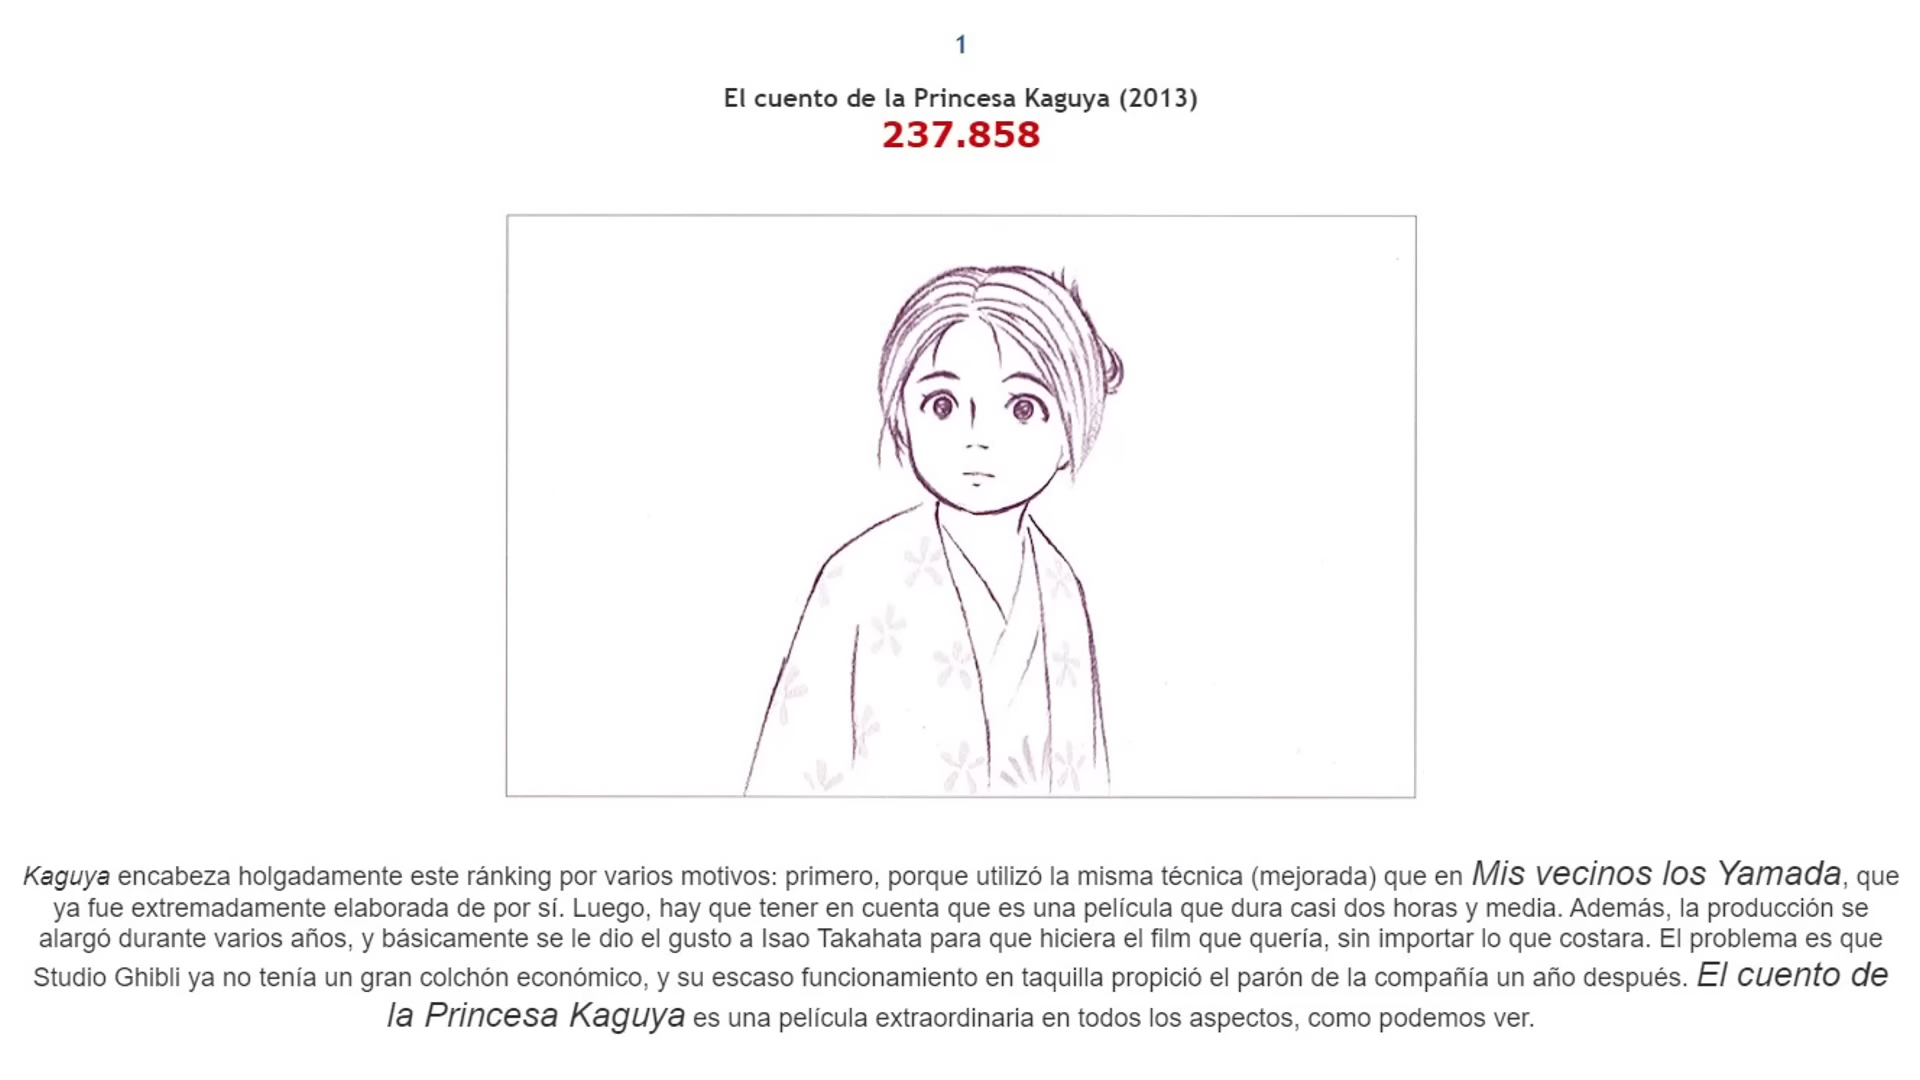 1
El cuento de la Princesa Kaguya (2013)
237.858
Kaguya encabeza holgadamente este ránking por varios motivos: primero, porque utilizó la misma técnica (mejorada) que en Mis vecinos los Yamada, que
ya fue extremadamente elaborada de por sí. Luego, hay que tener en cuenta que es una película que dura casi dos horas y media. Además, la producción se
alargó durante varios años, y básicamente se le dio el gusto a Isao Takahata para que hiciera el film que quería, sin importar lo que costara. El problema es que
Studio Ghibli ya no tenía un gran colchón económico, y su escaso funcionamiento en taquilla propició el parón de la compañía un año después. El cuento de
la Princesa Kaguya es una película extraordinaria en todos los aspectos, como podemos ver.